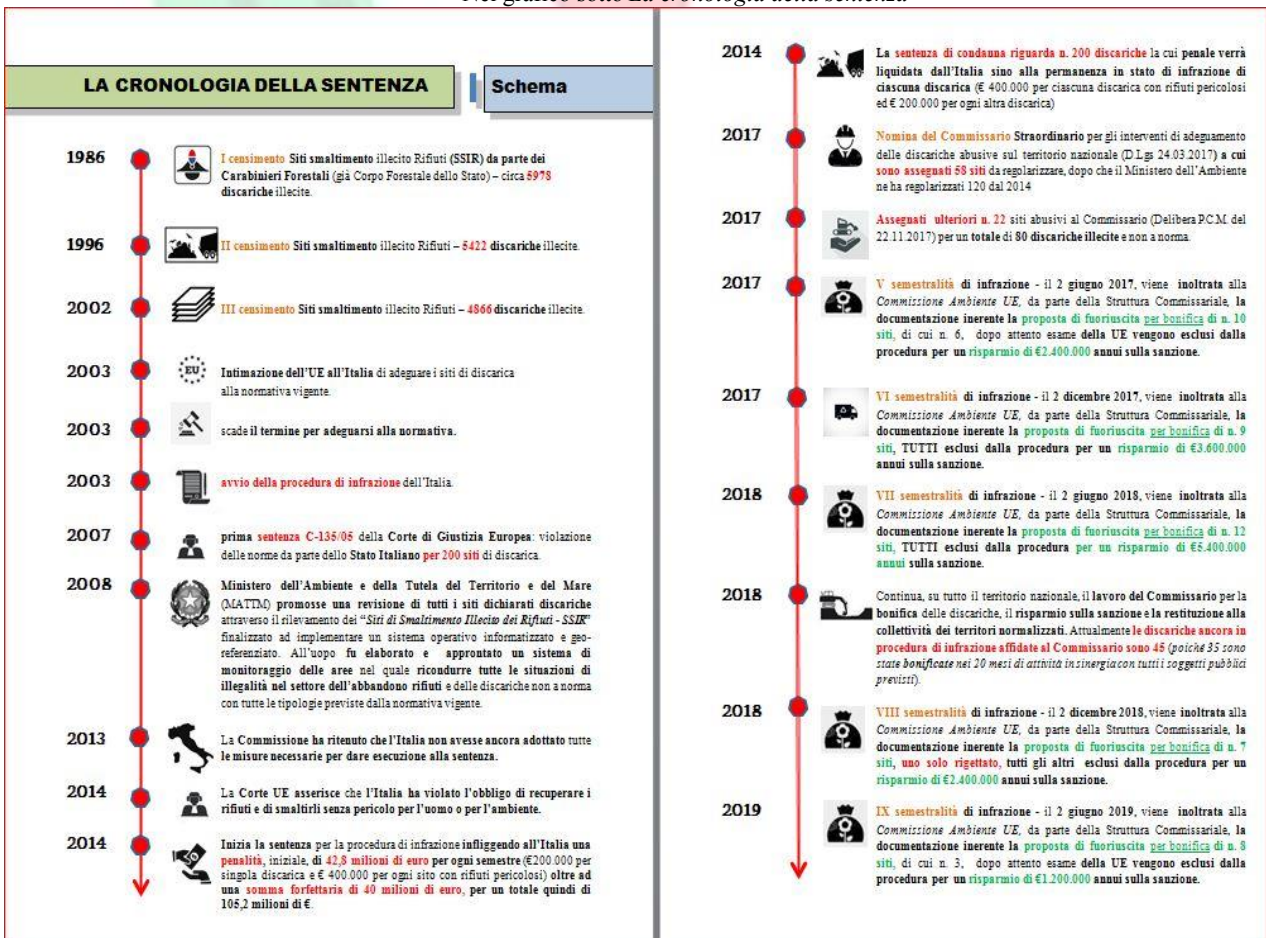 Nel grafico sotto La cronologia della sentenza
LA CRONOLOGIA DELLA SENTENZA
Schema
1986
I censimento Siti smaltimento illecito Rifiuti (SSIR) da parte dei
Carabinieri Forestali (già Corpo Forestale dello Stato) – circa 5978
discariche illecite.
1996
II censimento Siti smaltimento illecito Rifiuti – 5422 discariche illecite.
2002
III censimento Siti smaltimento illecito Rifiuti – 4866 discariche illecite.
2003
EU
Intimazione dell'UE all'Italia di adeguare i siti di discarica
alla normativa vigente.
2003
scade il termine per adeguarsi alla normativa.
2003
avvio della procedura di infrazione dell'Italia.
2007
prima sentenza C-135/05 della Corte di Giustizia Europea: violazione
delle norme da parte dello Stato Italiano per 200 siti di discarica.
2008
Ministero dell'Ambiente e della Tutela del Territorio e del Mare
(MATTM) promosse una revisione di tutti i siti dichiarati discariche
attraverso il rilevamento dei "Siti di Smaltimento Illecito dei Rifiuti - SSIR"
finalizzato ad implementare un sistema operativo informatizzato e geo-
referenziato. All'uopo fu elaborato e approntato un sistema di
monitoraggio delle aree nel quale ricondurre tutte le situazioni di
illegalità nel settore dell'abbandono rifiuti e delle discariche non a norma
con tutte le tipologie previste dalla normativa vigente.
2013
La Commissione ha ritenuto che l'Italia non avesse ancora adottato tutte
le misure necessarie per dare esecuzione alla sentenza.
2014
La Corte UE asserisce che l'Italia ha violato l'obbligo di recuperare i
rifiuti e di smaltirli senza pericolo per l'uomo o per l'ambiente.
2014
Inizia la sentenza per la procedura di infrazione infliggendo all'Italia una
penalità, iniziale, di 42,8 milioni di euro per ogni semestre (€200.000 per
singola discarica e € 400.000 per ogni sito con rifiuti pericolosi) oltre ad
una somma forfettaria di 40 milioni di euro, per un totale quindi di
105,2 milioni di €.
2014
La sentenza di condanna riguarda n. 200 discariche la cui penale verrà
liquidata dall'Italia sino alla permanenza in stato di infrazione di
ciascuna discarica (€ 400.000 per ciascuna discarica con rifiuti pericolosi
ed € 200.000 per ogni altra discarica)
2017
Nomina del Commissario Straordinario per gli interventi di adeguamento
delle discariche abusive sul territorio nazionale (D.Lgs 24.03.2017) a cui
sono assegnati 58 siti da regolarizzare, dopo che il Ministero dell'Ambiente
ne ha regolarizzati 120 dal 2014
2017
Assegnati ulteriori n. 22 siti abusivi al Commissario (Delibera P.C.M. del
22.11.2017) per un totale di 80 discariche illecite e non a norma.
2017
V semestralità di infrazione - il 2 giugno 2017, viene inoltrata alla
Commissione Ambiente UE, da parte della Struttura Commissariale, la
documentazione inerente la proposta di fuoriuscita per bonifica di n. 10
siti, di cui n. 6, dopo attento esame della UE vengono esclusi dalla
procedura per un risparmio di €2.400.000 annui sulla sanzione.
2017
VI semestralità di infrazione - il 2 dicembre 2017, viene inoltrata alla
Commissione Ambiente UE, da parte della Struttura Commissariale, la
documentazione inerente la proposta di fuoriuscita per bonifica di n. 9
siti, TUTTI esclusi dalla procedura per un risparmio di €3.600.000
annui sulla sanzione.
2018
VII semestralità di infrazione - il 2 giugno 2018, viene inoltrata alla
Commissione Ambiente UE, da parte della Struttura Commissariale, la
documentazione inerente la proposta di fuoriuscita per bonifica di n. 12
siti, TUTTI esclusi dalla procedura per un risparmio di €5.400.000
annui sulla sanzione.
2018
Continua, su tutto il territorio nazionale, il lavoro del Commissario per la
bonifica delle discariche, il risparmio sulla sanzione e la restituzione alla
collettività dei territori normalizzati. Attualmente le discariche ancora in
procedura di infrazione affidate al Commissario sono 45 (poiché 35 sono
state bonificate nei 20 mesi di attività in sinergia con tutti i soggetti pubblici
previsti).
2018
VIII semestralità di infrazione - il 2 dicembre 2018, viene inoltrata alla
Commissione Ambiente UE, da parte della Struttura Commissariale, la
documentazione inerente la proposta di fuoriuscita per bonifica di n. 7
siti, uno solo rigettato, tutti gli altri esclusi dalla procedura per un
risparmio di €2.400.000 annui sulla sanzione.
2019
IX semestralità di infrazione - il 2 giugno 2019, viene inoltrata alla
Commissione Ambiente UE, da parte della Struttura Commissariale, la
documentazione inerente la proposta di fuoriuscita per bonifica di n. 8
siti, di cui n. 3, dopo attento esame della UE vengono esclusi dalla
procedura per un risparmio di €1.200.000 annui sulla sanzione.